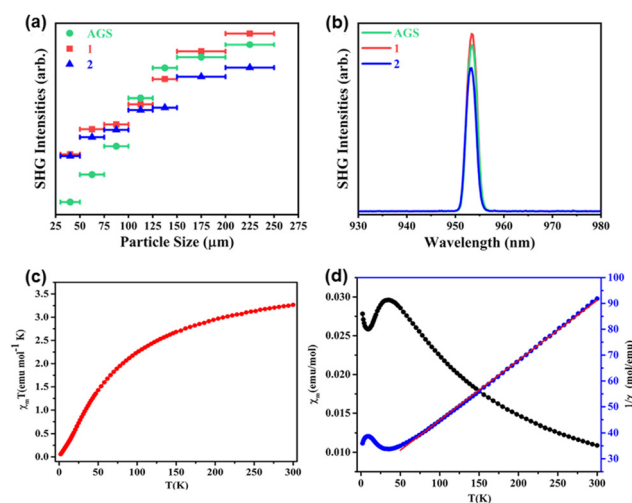 (a)
AGS
1
2
SHG Intensities (arb.)
25 50 75 100 125 150 175 200 225 250 275
Particle Size (μm)
(b)
AGS
1
2
SHG Intensities (arb.)
930 940 950 960 970 980
Wavelength (nm)
(c)
3.5
3.0
2.5
2.0
1.5
1.0
0.5
0.0
χmT(emu mol-1 K)
0 50 100 150 200 250 300
T(K)
(d)
0.030
0.025
0.020
0.015
0.010
χm (emu/mol)
0 50 100 150 200 250 300
T(K)
100
90
80
70
60
50
40
30
(mol/emu)